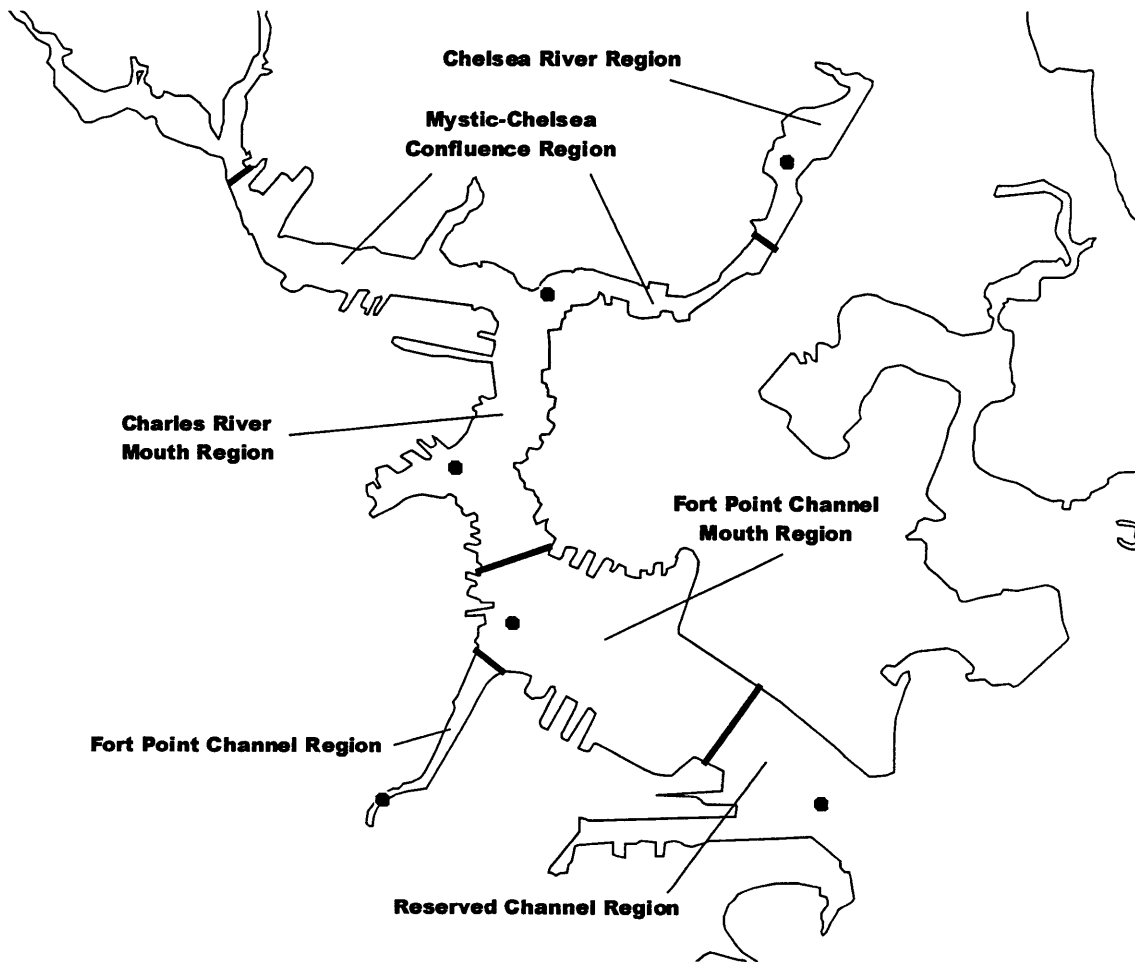 Chelsea River Region
Mystic-Chelsea
Confluence Region
Charles River
Mouth Region
Fort Point Channel
Mouth Region
Fort Point Channel Region
Reserved Channel Region